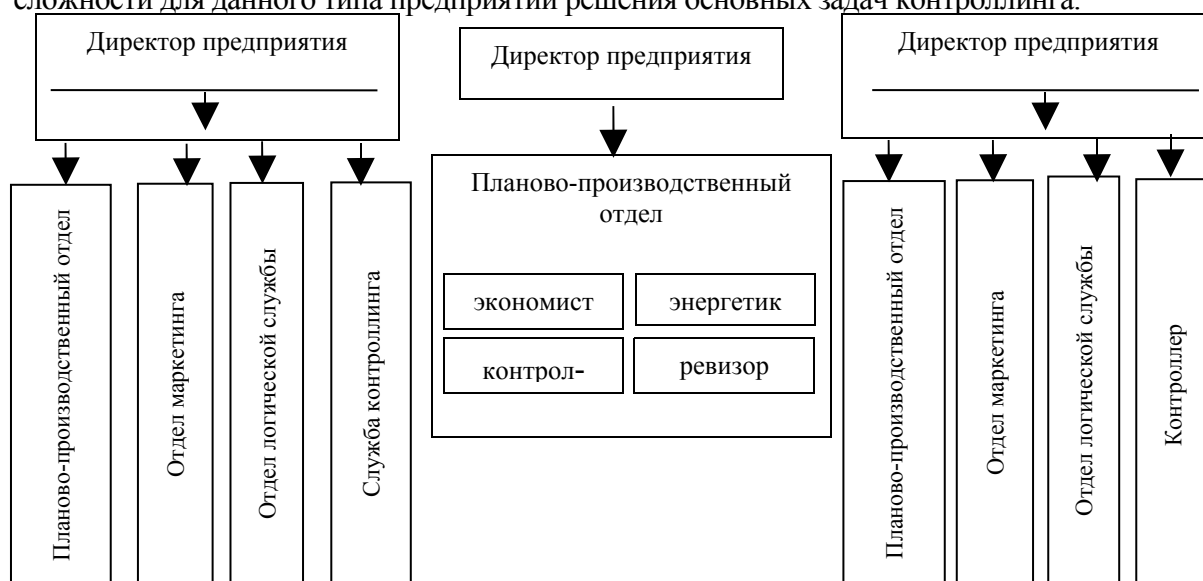 сложности для данного типа предприятий решения основных задач контроллинга.
Директор предприятия
Планово-производственный отдел
Отдел маркетинга
Отдел логической службы
Служба контроллинга
Директор предприятия
Планово-производственный
отдел
экономист
энергетик
контрол-
ревизор
Директор предприятия
Планово-производственный отдел
Отдел маркетинга
Отдел логической службы
Контроллер